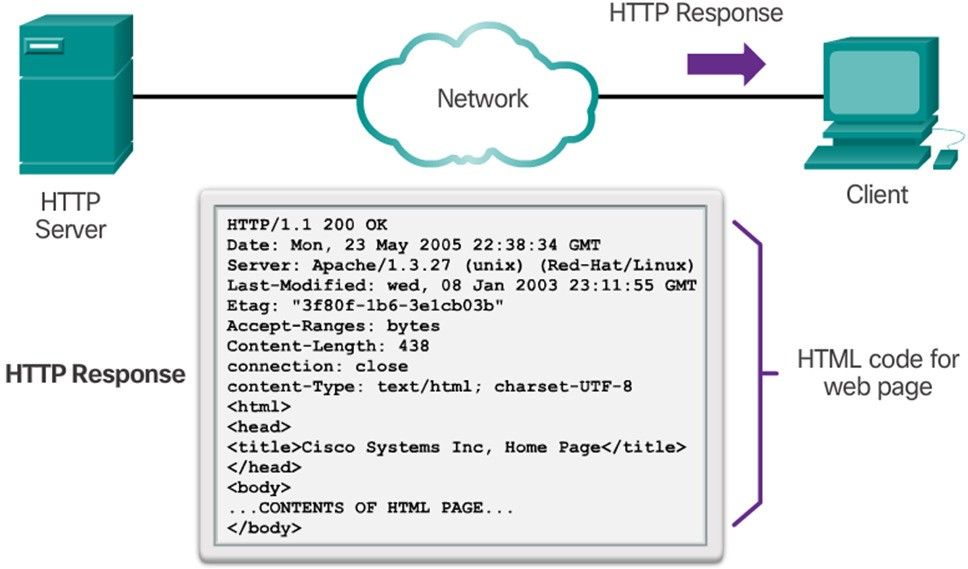 HTTP Response
Network
HTTP
Server
Client
HTTP/1.1 200 OK
Date: Mon, 23 May 2005 22:38:34 GMT
Server: Apache/1.3.27 (unix) (Red-Hat/Linux)
Last-Modified: wed, 08 Jan 2003 23:11:55 GMT
Etag: "3f80f-1b6-3e1cb03b"
Accept-Ranges: bytes
Content-Length: 438
connection: close
content-Type: text/html; charset-UTF-8
<html>
<head>
<title>Cisco Systems Inc, Home Page</title>
</head>
<body>
...CONTENTS OF HTML PAGE...
</body>
HTTP Response
HTML code for
web page